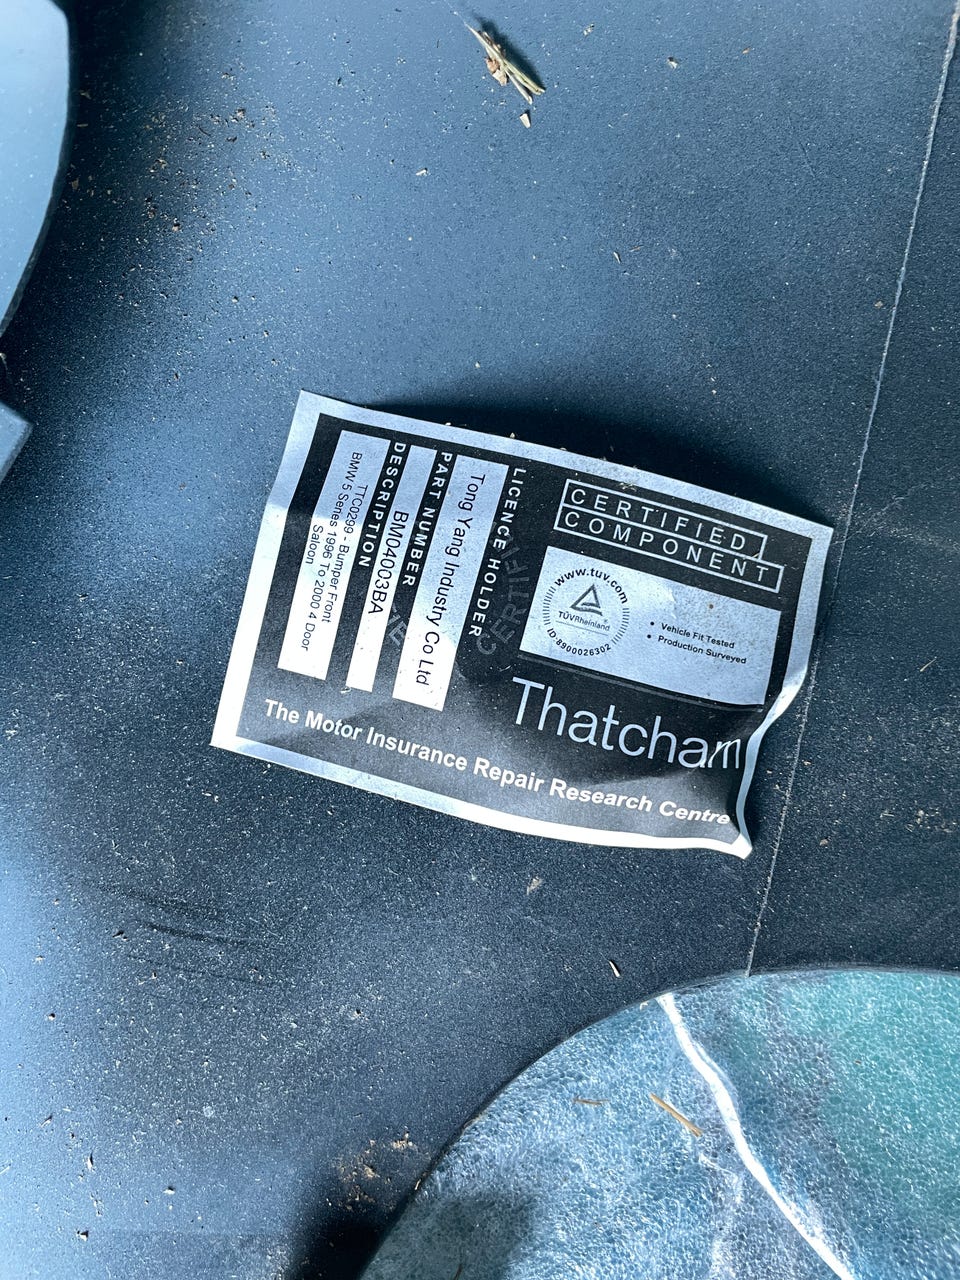 CERTIFIED
COMPONENT
www.tuv.com
TÜVRheinland
ID:8900026302
• Vehicle Fit Tested
• Production Surveyed
Thatcham
The Motor Insurance Repair Research Centre
LICENCE HOLDER
Tong Yang Industry Co Ltd
PART NUMBER
BM04003BA
DESCRIPTION
TTC0299 - Bumper Front
BMW 5 Series 1996 To 2000 4 Door
Saloon